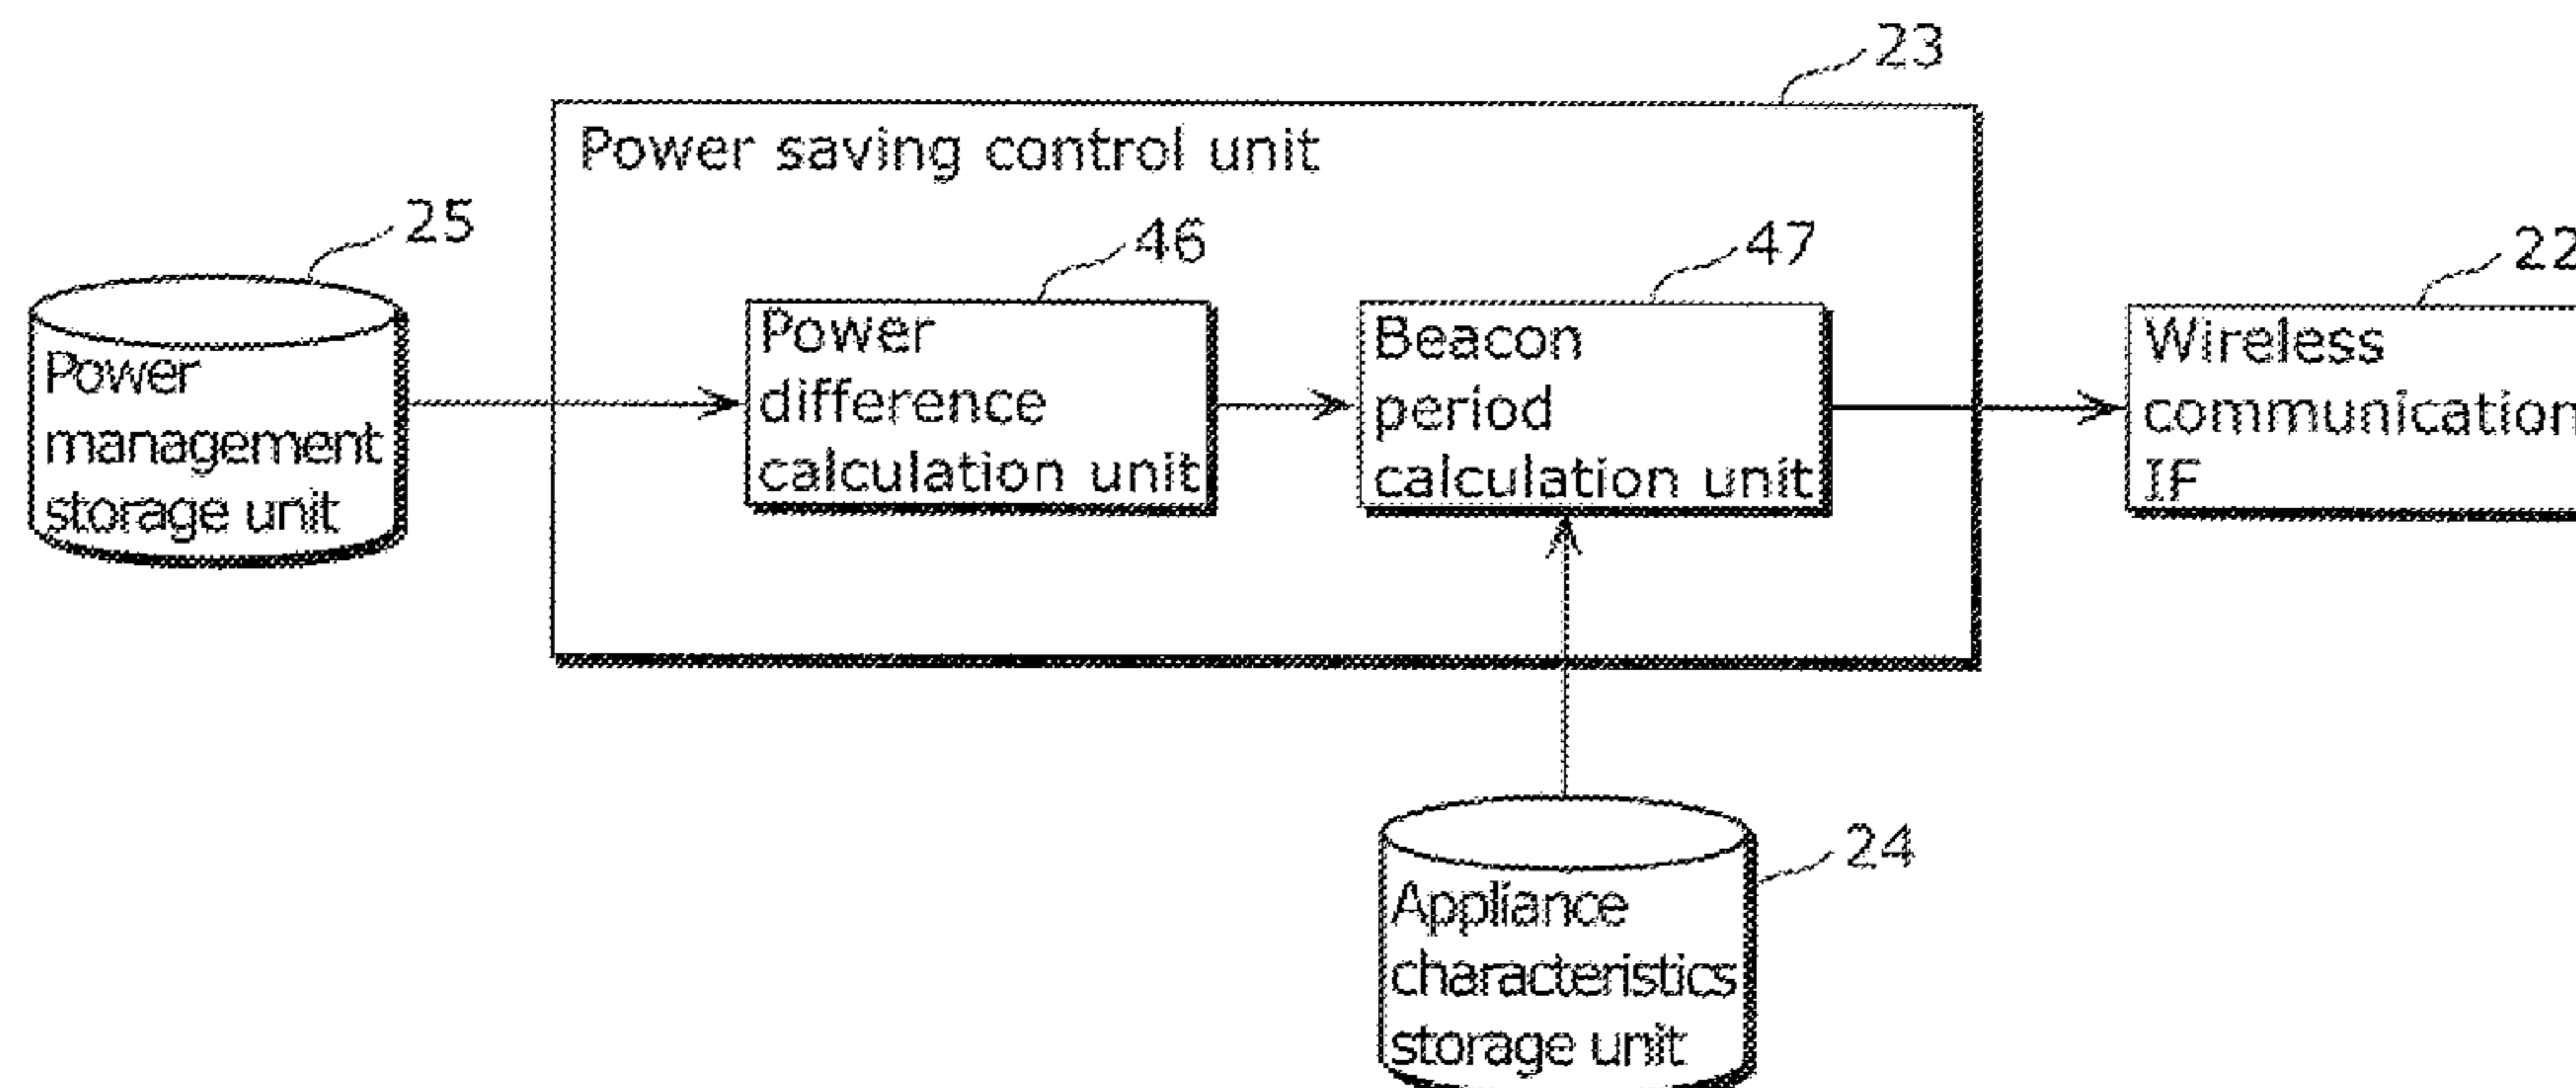 23
Power saving control unit
25
46
47
22
Power
management
storage unit
Power
difference
calculation unit
Beacon
period
calculation unit
Wireless
communication
IF
24
Appliance
characteristics
storage unit